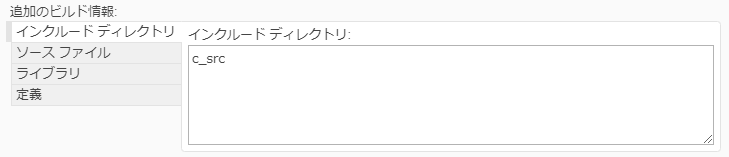 追加のビルド情報:
インクルード ディレクトリ
ソース ファイル
ライブラリ
定義
インクルード ディレクトリ:
c_src